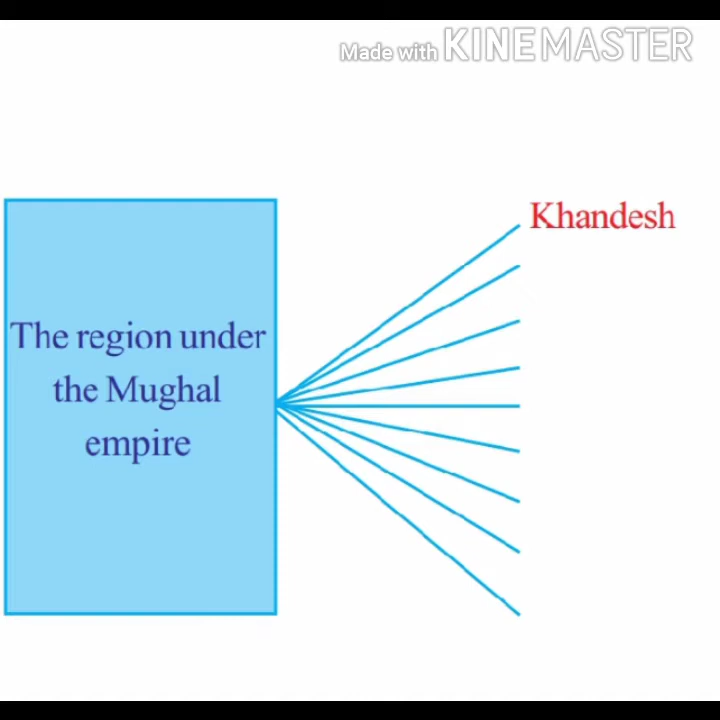 Made with KINEMASTER
Khandesh
The region under
the Mughal
empire